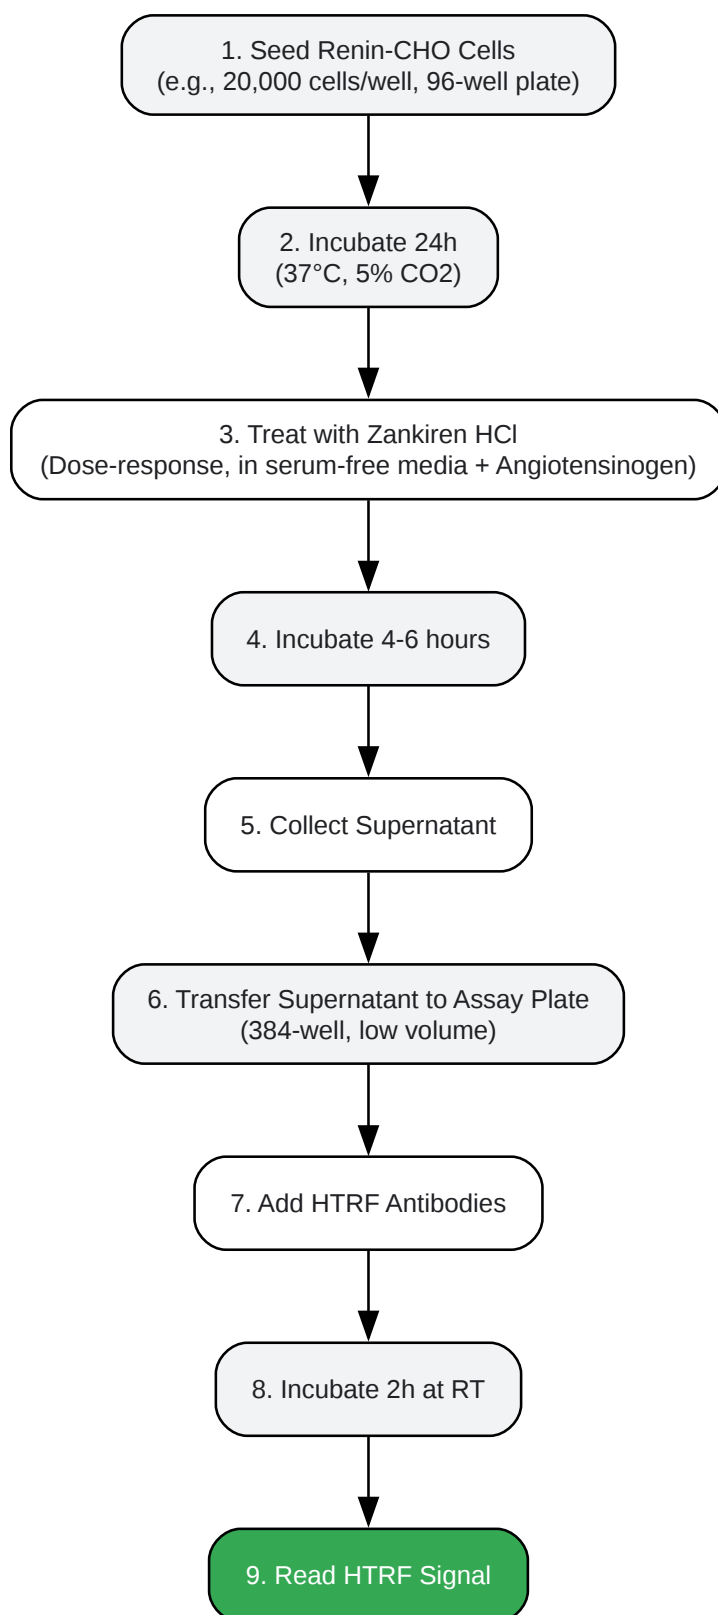 1. Seed Renin-CHO Cells
(e.g., 20,000 cells/well, 96-well plate)
2. Incubate 24h
(37°C, 5% CO2)
3. Treat with Zankiren HCl
(Dose-response, in serum-free media + Angiotensinogen)
4. Incubate 4-6 hours
5. Collect Supernatant
6. Transfer Supernatant to Assay Plate
(384-well, low volume)
7. Add HTRF Antibodies
8. Incubate 2h at RT
9. Read HTRF Signal